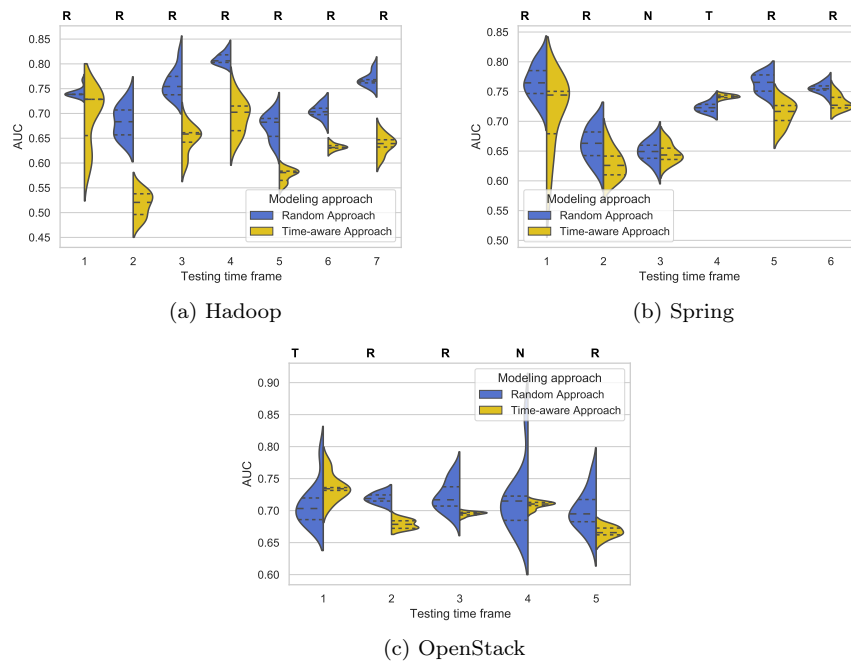 R R R R R R R
AUC
0.85
0.80
0.75
0.70
0.65
0.60
0.55
0.50
0.45
Modeling approach
Random Approach
Time-aware Approach
1 2 3 4 5 6 7
Testing time frame
(a) Hadoop
R R N T R R
AUC
0.85
0.80
0.75
0.70
0.65
0.60
0.55
0.50
Modeling approach
Random Approach
Time-aware Approach
1 2 3 4 5 6
Testing time frame
(b) Spring
T R R N R
AUC
0.90
0.85
0.80
0.75
0.70
0.65
0.60
Modeling approach
Random Approach
Time-aware Approach
1 2 3 4 5
Testing time frame
(c) OpenStack